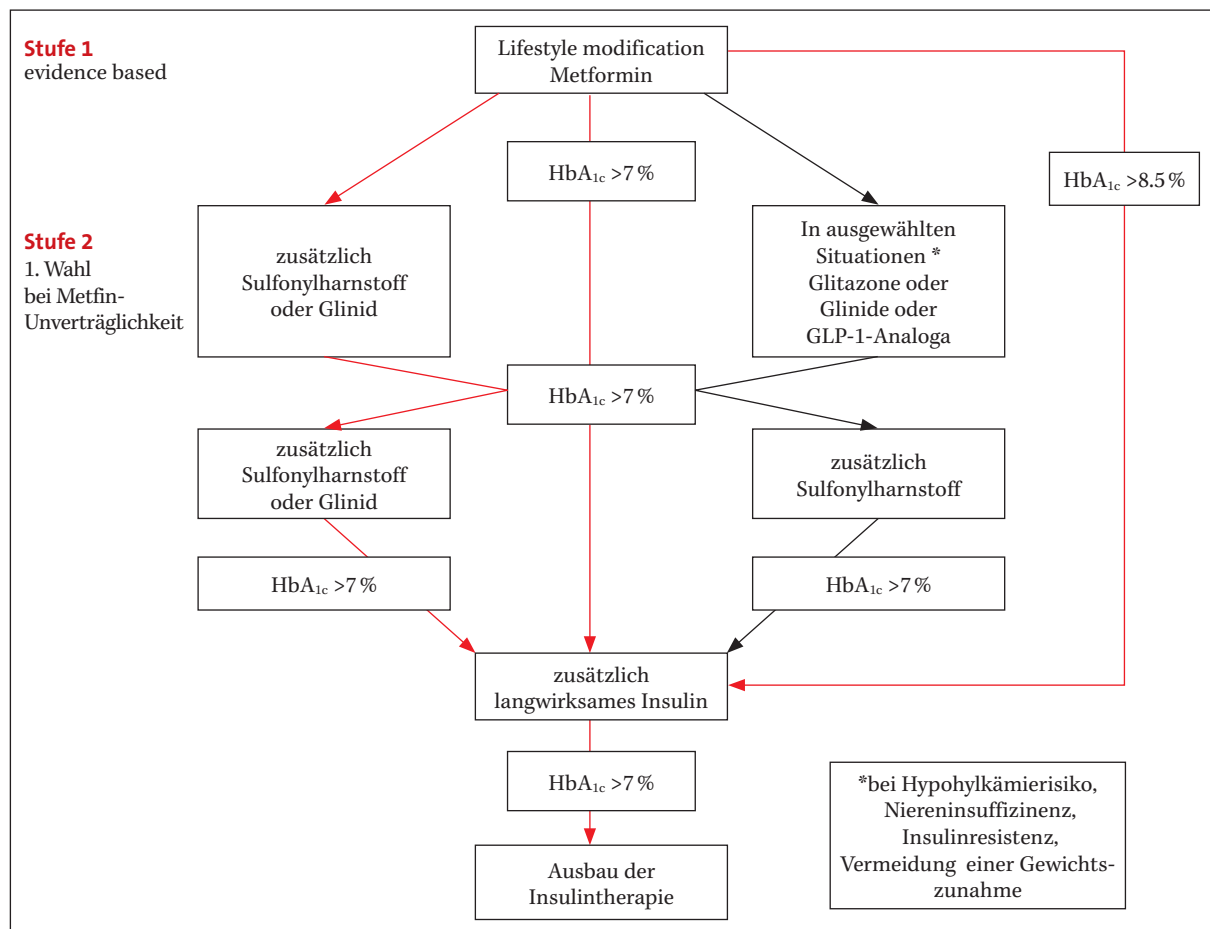 Stufe 1
evidence based
Lifestyle modification
Metformin
HbA1c >7 %
HbA1c >8.5 %
Stufe 2
1. Wahl
bei Metfin-
Unverträglichkeit
zusätzlich
Sulfonylharnstoff
oder Glinid
In ausgewählten
Situationen *
Glitazone oder
Glinide oder
GLP-1-Analoga
HbA1c >7 %
zusätzlich
Sulfonylharnstoff
oder Glinid
zusätzlich
Sulfonylharnstoff
HbA1c >7 %
HbA1c >7 %
zusätzlich
langwirksames Insulin
HbA1c >7 %
*bei Hypohylkämierisiko,
Niereninsuffizinenz,
Insulinresistenz,
Vermeidung einer Gewichts-
zunahme
Ausbau der
Insulintherapie